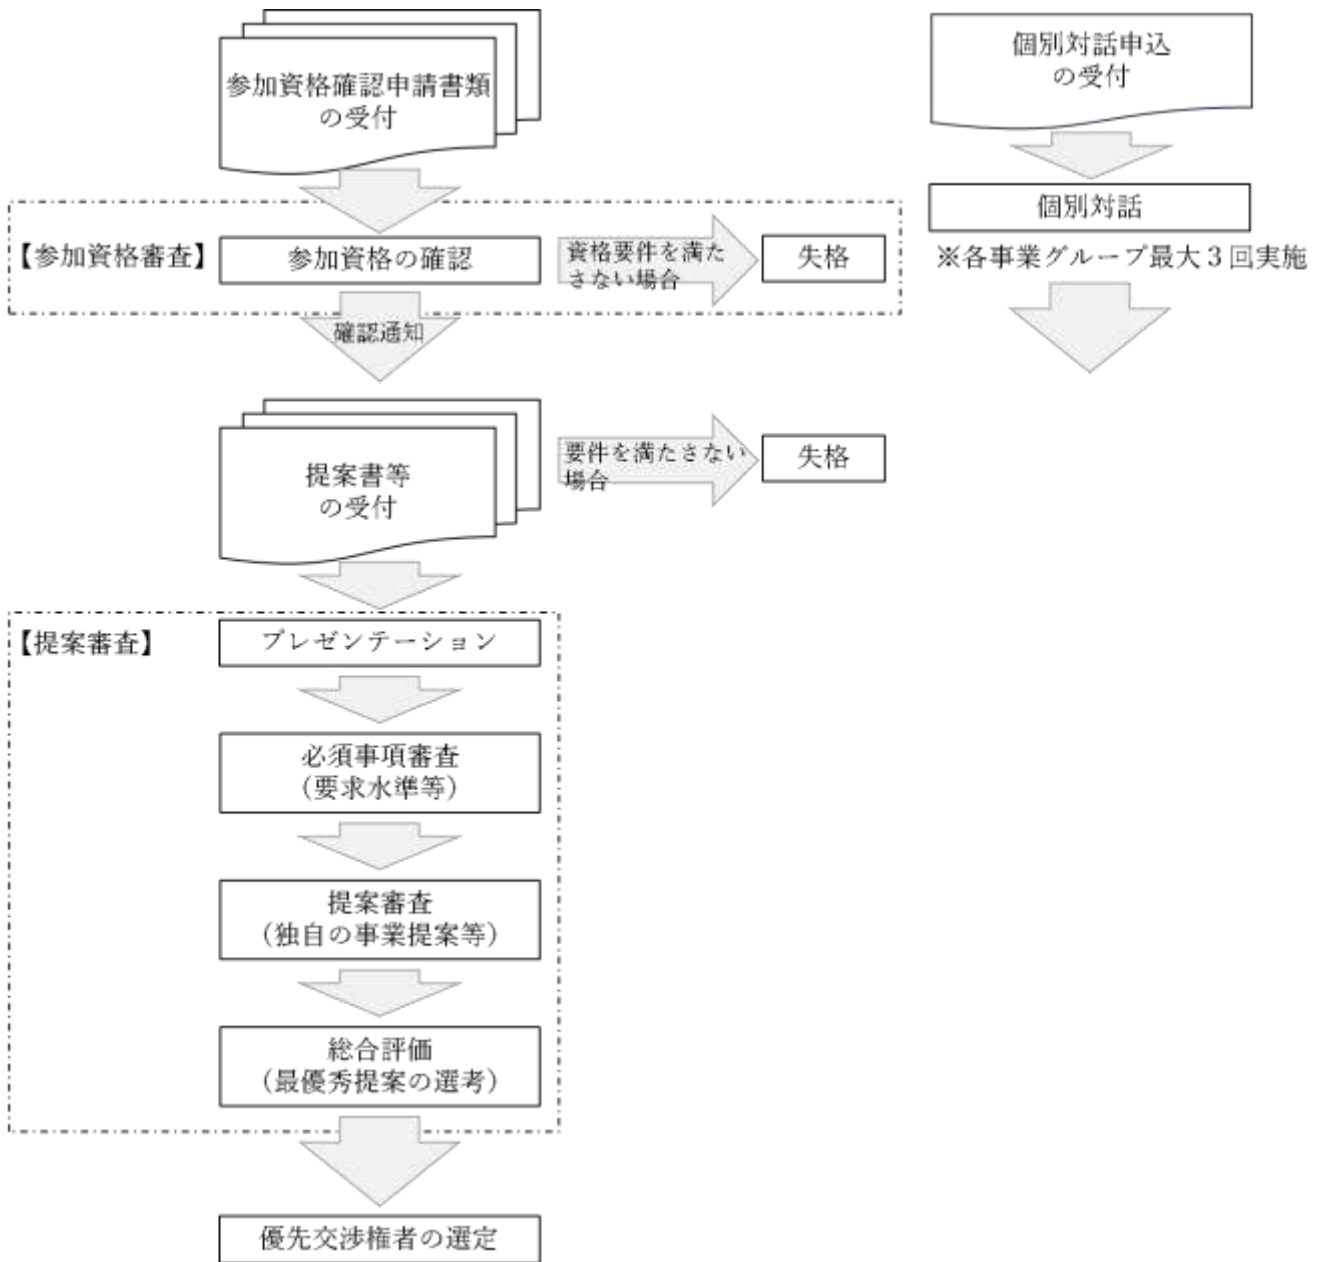 参加資格確認申請書類
の受付
個別対話申込
の受付
個別対話
※各事業グループ最大３回実施
【参加資格審査】
参加資格の確認
資格要件を満た
さない場合
失格
確認通知
提案書等
の受付
要件を満たさない
場合
失格
【提案審査】
プレゼンテーション
必須事項審査
（要求水準等）
提案審査
（独自の事業提案等）
総合評価
（最優秀提案の選考）
優先交渉権者の選定